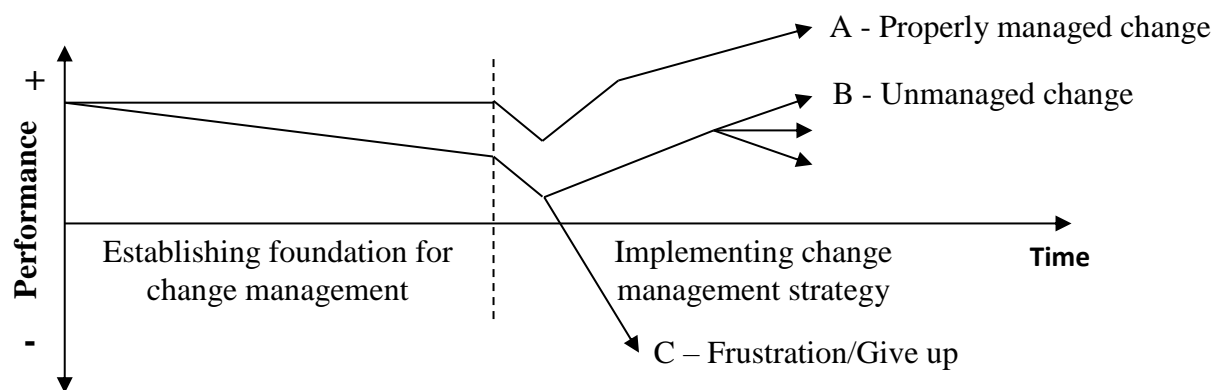 A - Properly managed change
B - Unmanaged change
- Performance +
Establishing foundation for
change management
Implementing change
management strategy
Time
C – Frustration/Give up